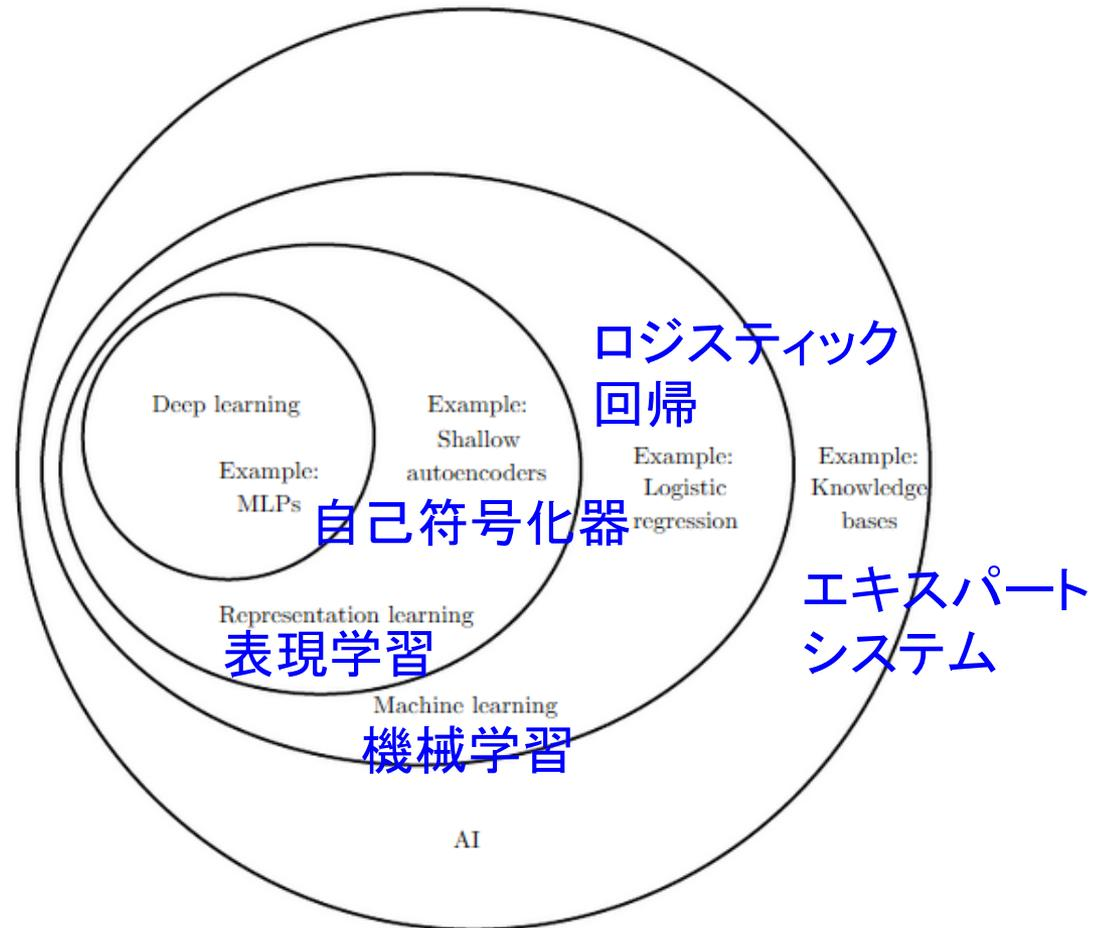 ロジスティック
回帰
Deep learning
Example:
MLPs
Example:
Shallow
autoencoders
自己符号化器
Example:
Logistic
regression
Example:
Knowledge
bases
エキスパート
システム
Representation learning
表現学習
Machine learning
機械学習
AI